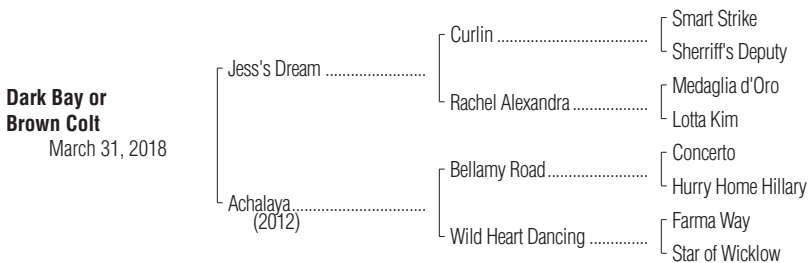 Smart Strike
Curlin ....................................
Sherriff's Deputy
Jess's Dream ........................
Medaglia d'Oro
Rachel Alexandra ..................
Lotta Kim
Dark Bay or
Brown Colt
March 31, 2018
Concerto
Bellamy Road........................
Hurry Home Hillary
Achalaya................................
(2012)
Farma Way
Wild Heart Dancing ..............
Star of Wicklow